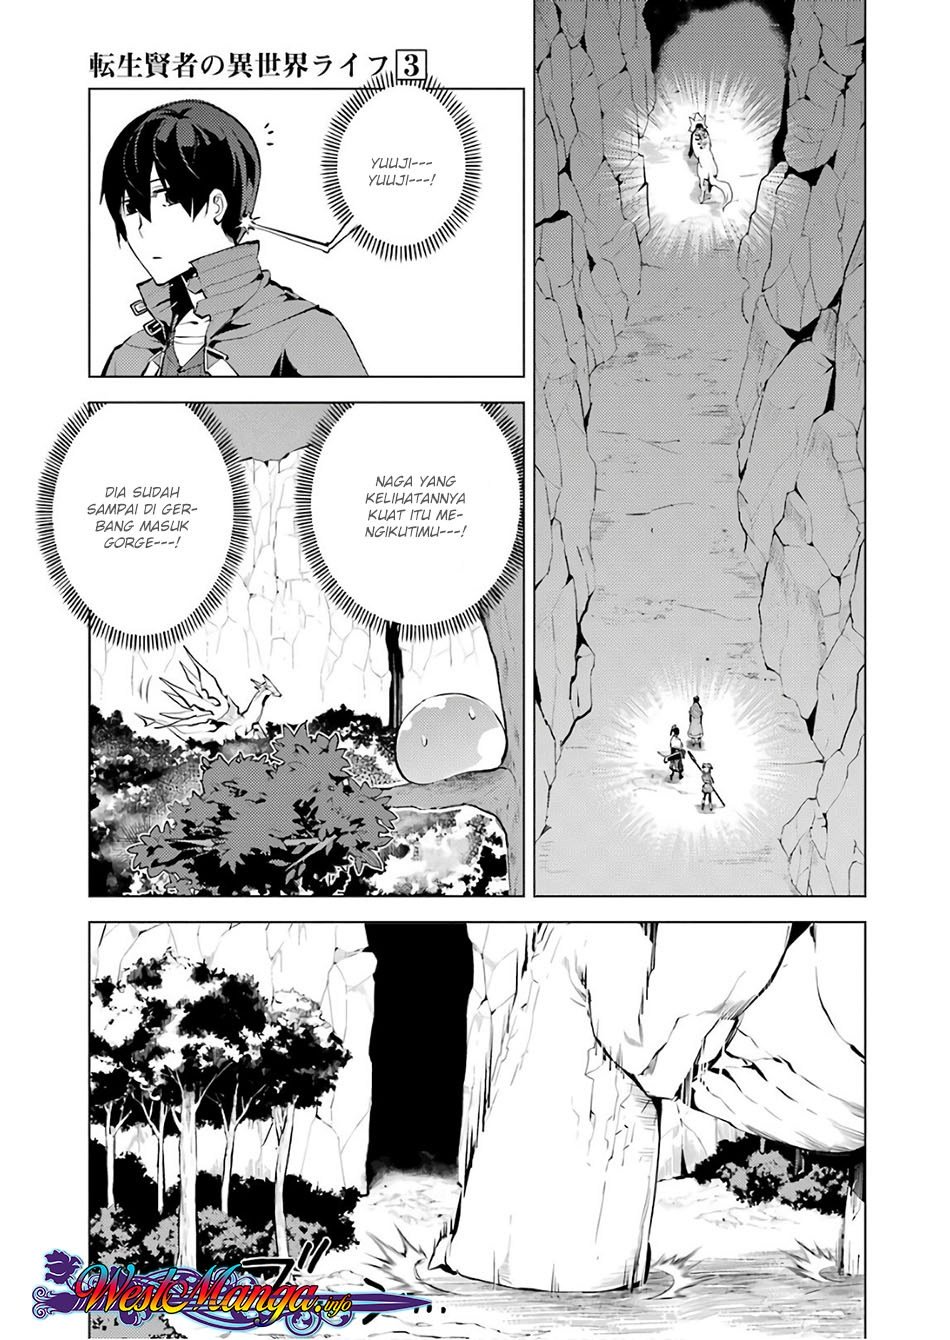 転生賢者の異世界ライフ 3
YUUJI---
YUUJI---!
NAGA YANG
KELIHATANNYA
KUAT ITU ME-
NGIKUTIMU---!
DIA SUDAH
SAMPAI DI GER-
BANG MASUK
GORGE---!
WestManga.info